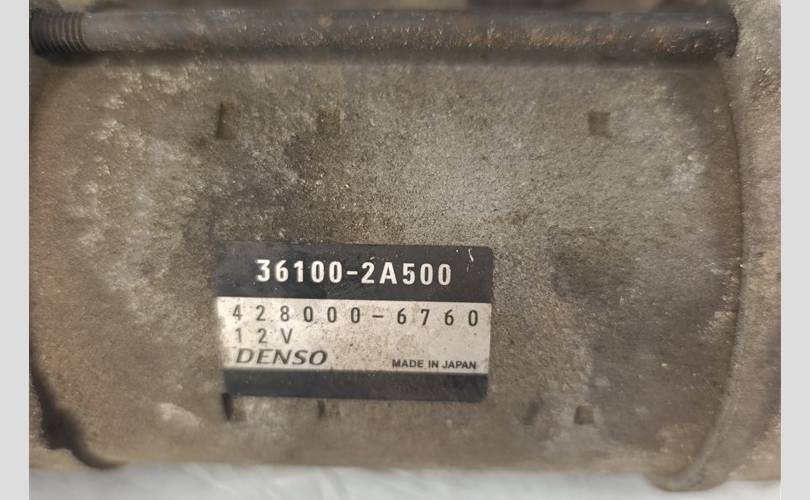 36100-2A500
428000-6760
12V
DENSO MADE IN JAPAN